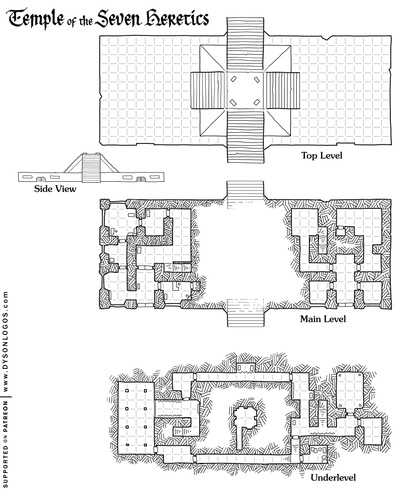 Temple of the Seven Heretics
Top Level
Side View
Main Level
Underlevel
SUPPORTED ON PATREON | www.DYSONLOGOS.com